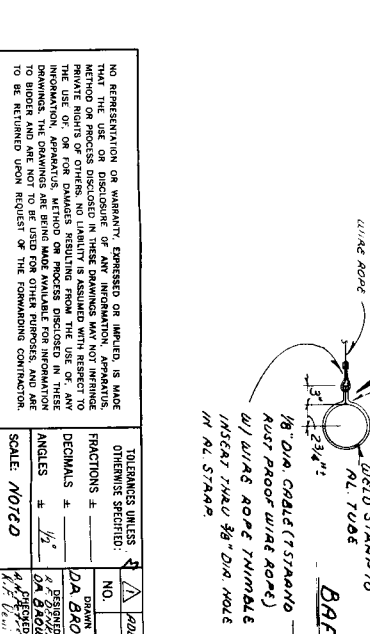 WIRE ROPE
WELD STRAP TO
AL. TUBE
3"
2 3/4" ±
1/8" DIA. CABLE (7 STRAND
RUST PROOF WIRE ROPE)
W/ WIRE ROPE THIMBLE
INSERT THRU 3/8" DIA. HOLE
IN AL. STRAP.
NO REPRESENTATION OR WARRANTY, EXPRESSED OR IMPLIED, IS MADE
THAT THE USE OR DISCLOSURE OF ANY INFORMATION, APPARATUS,
METHOD OR PROCESS DISCLOSED IN THESE DRAWINGS MAY NOT INFRINGE
PRIVATE RIGHTS OF OTHERS. NO LIABILITY IS ASSUMED WITH RESPECT TO
THE USE OF, OR FOR DAMAGES RESULTING FROM THE USE OF, ANY
INFORMATION, APPARATUS, METHOD OR PROCESS DISCLOSED IN THESE
DRAWINGS. THE DRAWINGS ARE BEING MADE AVAILABLE FOR INFORMATION
TO BIDDER AND ARE NOT TO BE USED FOR OTHER PURPOSES, AND ARE
TO BE RETURNED UPON REQUEST OF THE FORWARDING CONTRACTOR.
TOLERANCES UNLESS
OTHERWISE SPECIFIED:
FRACTIONS ±
DECIMALS ±
ANGLES ± 1/2°
SCALE: NOTED
NO.
DRAWN
DESIGNED
CHECKED